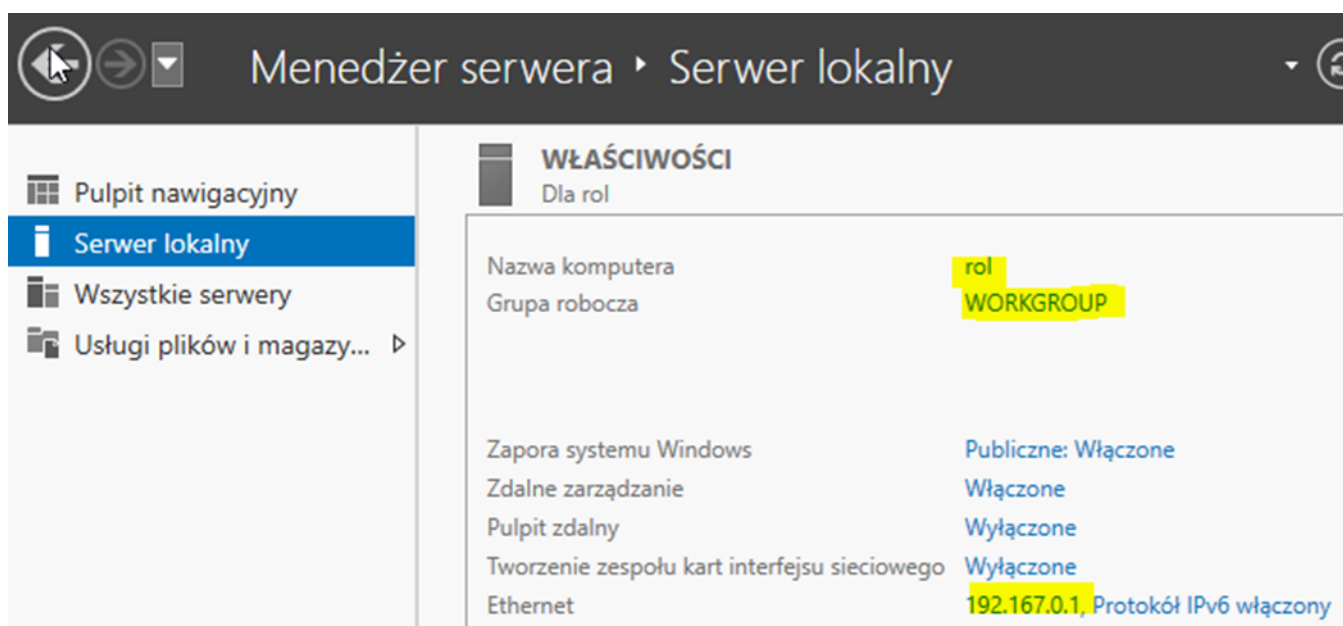 Menedżer serwera ‣ Serwer lokalny
Pulpit nawigacyjny
Serwer lokalny
Wszystkie serwery
Usługi plików i magazy...
WŁAŚCIWOŚCI
Dla rol
Nazwa komputera rol
Grupa robocza WORKGROUP
Zapora systemu Windows Publiczne: Włączone
Zdalne zarządzanie Włączone
Pulpit zdalny Wyłączone
Tworzenie zespołu kart interfejsu sieciowego Wyłączone
Ethernet 192.167.0.1, Protokół IPv6 włączony